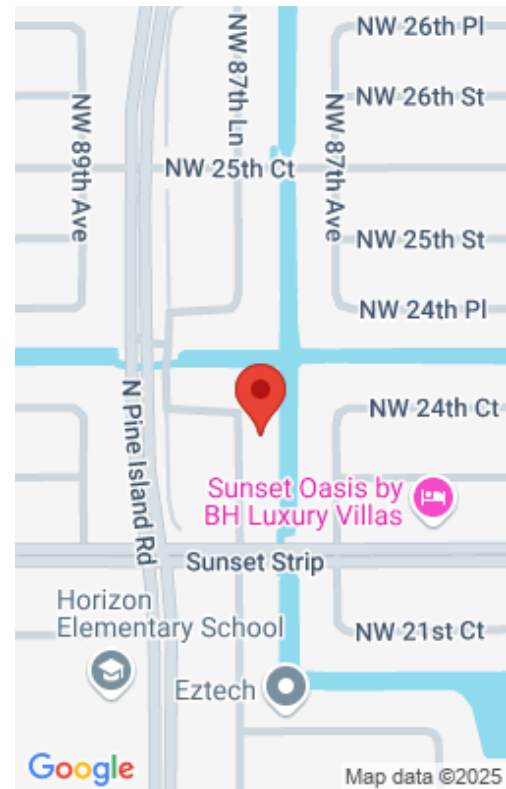 NW 26th Pl
NW 87th Ln
NW 89th Ave
NW 87th Ave
NW 26th St
NW 25th Ct
NW 25th St
NW 24th Pl
N Pine Island Rd
NW 24th Ct
Sunset Oasis by
BH Luxury Villas
Sunset Strip
Horizon
Elementary School
NW 21st Ct
Eztech
Google
Map data ©2025